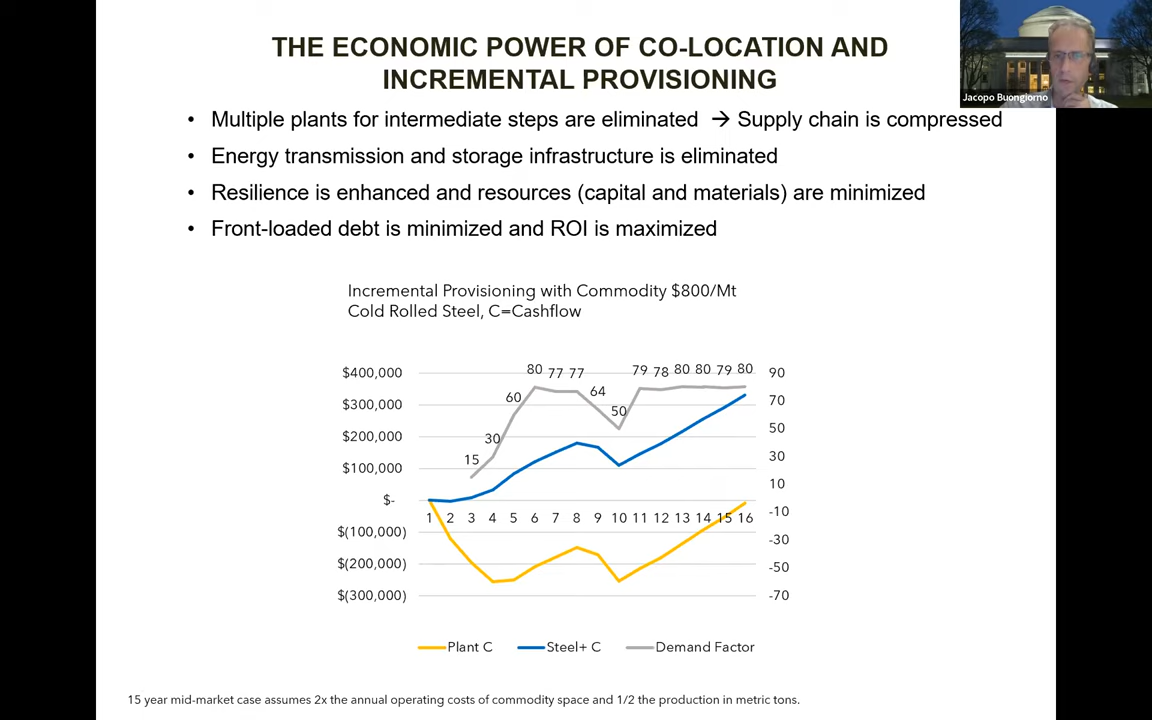 THE ECONOMIC POWER OF CO-LOCATION AND
INCREMENTAL PROVISIONING
Jacopo Buongiorno
• Multiple plants for intermediate steps are eliminated → Supply chain is compressed
• Energy transmission and storage infrastructure is eliminated
• Resilience is enhanced and resources (capital and materials) are minimized
• Front-loaded debt is minimized and ROI is maximized
Incremental Provisioning with Commodity $800/Mt
Cold Rolled Steel, C=Cashflow
80 77 77 79 78 80 80 79 80
$400,000 90
64
60
$300,000 70
50
$200,000 50
30
15
$100,000 30
$- 10
1 2 3 4 5 6 7 8 9 10 11 12 13 14 15 16
-10
$(100,000) -30
$(200,000) -50
$(300,000) -70
Plant C Steel+ C Demand Factor
15 year mid-market case assumes 2x the annual operating costs of commodity space and 1/2 the production in metric tons.